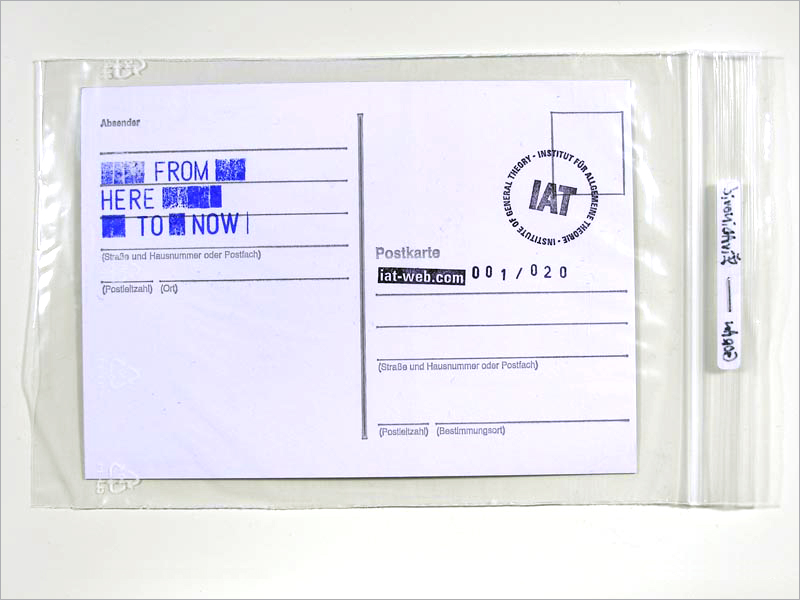 Absender
FROM
HERE
TO NOW
(Straße und Hausnummer oder Postfach)
(Postleitzahl) (Ort)
INSTITUT FÜR ALLGEMEINE THEORIE - INSTITUTE OF GENERAL THEORY -
IAT
Postkarte
iat-web.com 001/020
(Straße und Hausnummer oder Postfach)
(Postleitzahl) (Bestimmungsort)